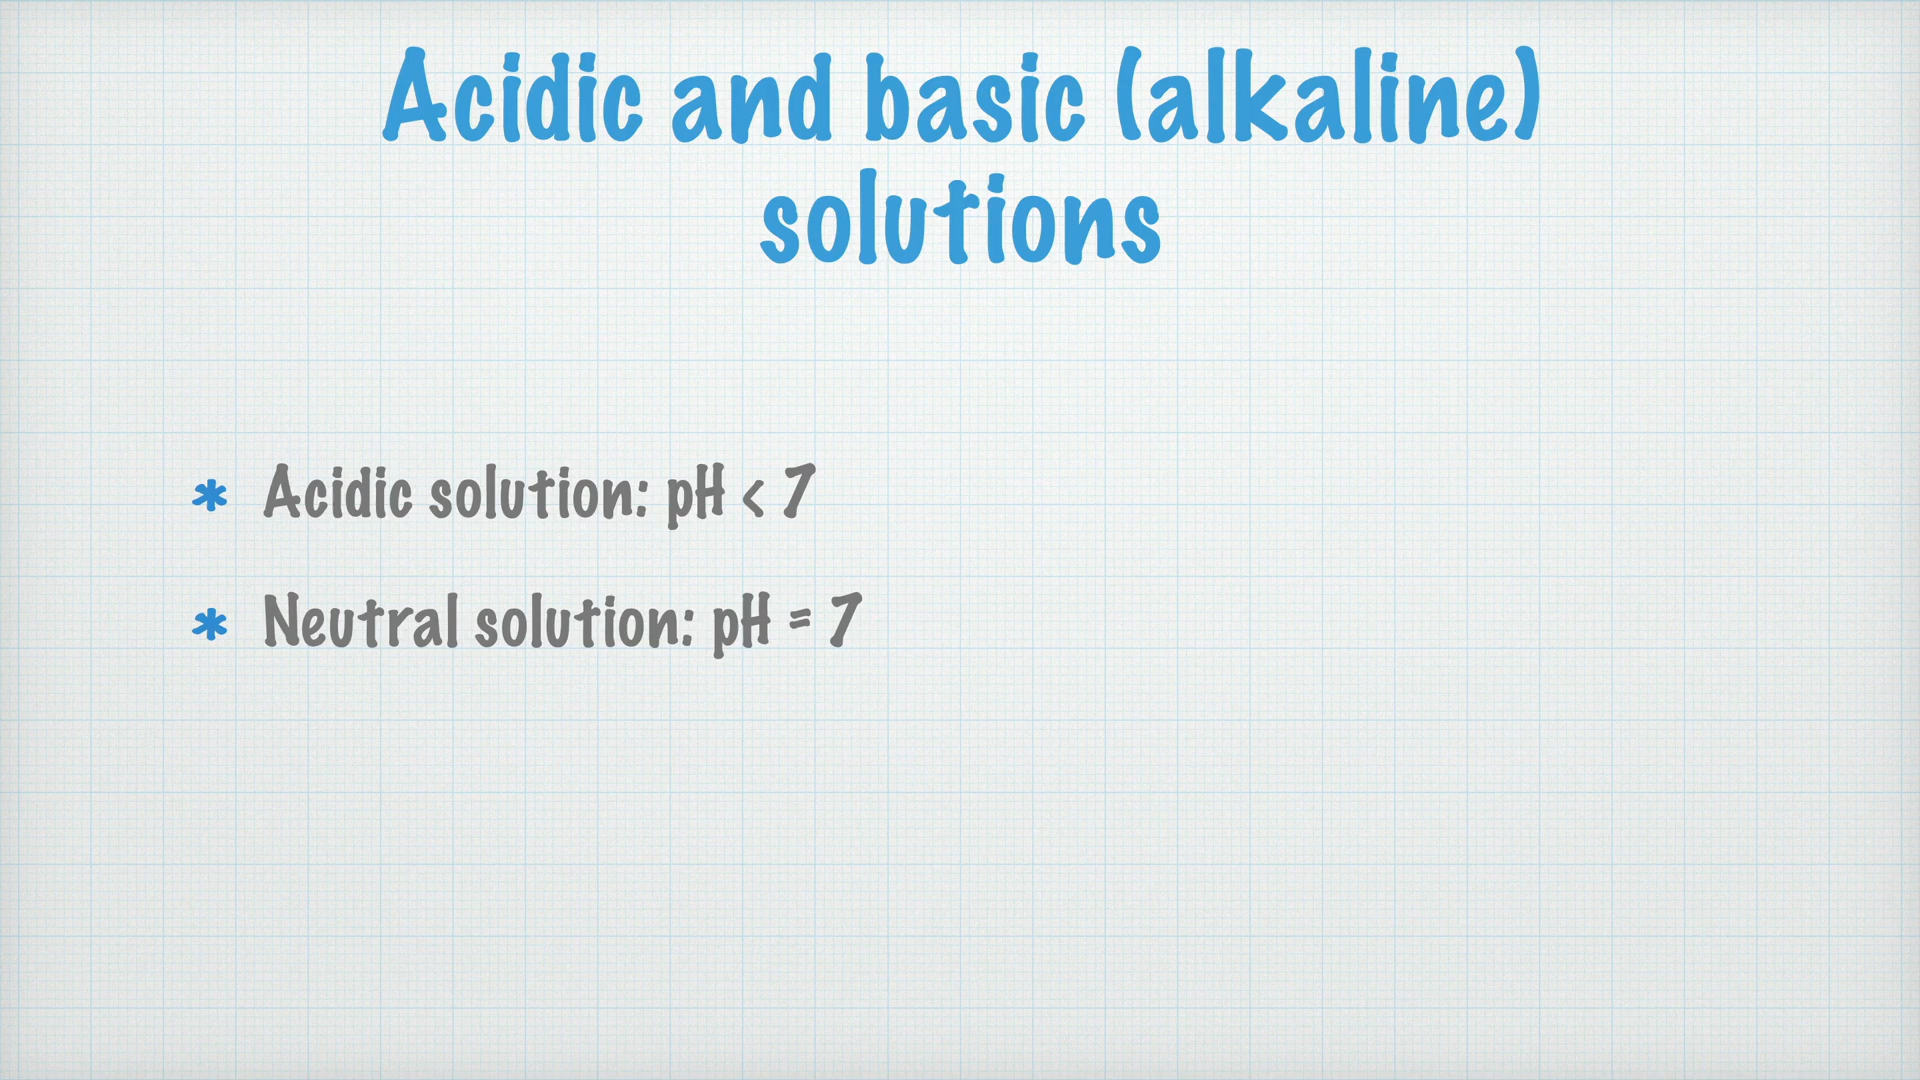 Acidic and basic (alkaline)
solutions
* Acidic solution: pH < 7
* Neutral solution: pH = 7